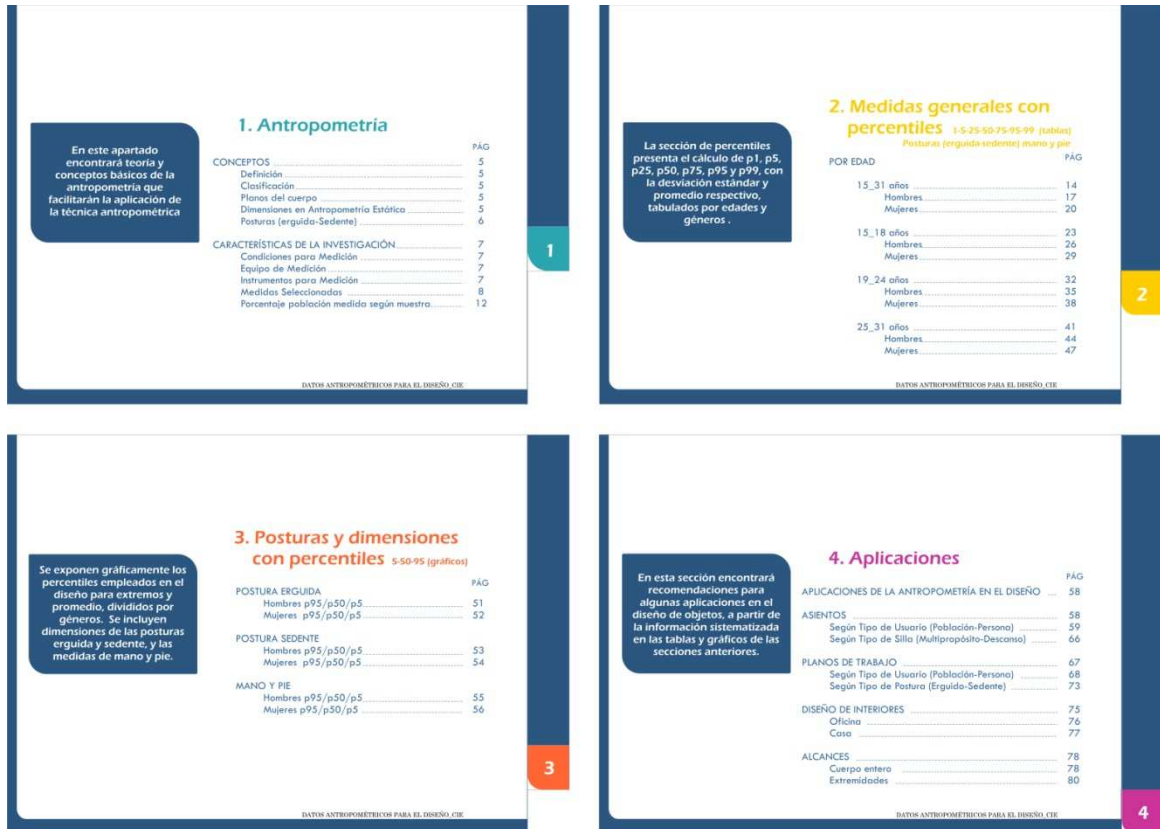 En este apartado
encontrará teoría y
conceptos básicos de la
antropometría que
facilitarán la aplicación de
la técnica antropométrica
1. Antropometría
PÁG
CONCEPTOS 5
Definición 5
Clasificación 5
Planos del cuerpo 5
Dimensiones en Antropometría Estática 5
Posturas (erguida-Sedente) 6
CARACTERÍSTICAS DE LA INVESTIGACIÓN 7
Condiciones para Medición 7
Equipo de Medición 7
Instrumentos para Medición 7
Medidas Seleccionadas 8
Porcentaje población medida según muestra 12
1
DATOS ANTROPOMÉTRICOS PARA EL DISEÑO_CIE
La sección de percentiles
presenta el cálculo de p1, p5,
p25, p50, p75, p95 y p99, con
la desviación estándar y
promedio respectivo,
tabulados por edades y
géneros .
2. Medidas generales con
percentiles 1-5-25-50-75-95-99 (tablas)
Posturas (erguida-sedente) mano y pie
PÁG
POR EDAD
15_31 años 14
Hombres 17
Mujeres 20
15_18 años 23
Hombres 26
Mujeres 29
19_24 años 32
Hombres 35
Mujeres 38
25_31 años 41
Hombres 44
Mujeres 47
2
DATOS ANTROPOMÉTRICOS PARA EL DISEÑO_CIE
Se exponen gráficamente los
percentiles empleados en el
diseño para extremos y
promedio, divididos por
géneros. Se incluyen
dimensiones de las posturas
erguida y sedente, y las
medidas de mano y pie.
3. Posturas y dimensiones
con percentiles 5-50-95 (gráficos)
PÁG
POSTURA ERGUIDA
Hombres p95/p50/p5 51
Mujeres p95/p50/p5 52
POSTURA SEDENTE
Hombres p95/p50/p5 53
Mujeres p95/p50/p5 54
MANO Y PIE
Hombres p95/p50/p5 55
Mujeres p95/p50/p5 56
3
DATOS ANTROPOMÉTRICOS PARA EL DISEÑO_CIE
En esta sección encontrará
recomendaciones para
algunas aplicaciones en el
diseño de objetos, a partir de
la información sistematizada
en las tablas y gráficos de las
secciones anteriores.
4. Aplicaciones
PÁG
APLICACIONES DE LA ANTROPOMETRÍA EN EL DISEÑO 58
ASIENTOS 58
Según Tipo de Usuario (Población-Persona) 59
Según Tipo de Silla (Multipropósito-Descanso) 66
PLANOS DE TRABAJO 67
Según Tipo de Usuario (Población-Persona) 68
Según Tipo de Postura (Erguida-Sedente) 73
DISEÑO DE INTERIORES 75
Oficina 76
Casa 77
ALCANCES 78
Cuerpo entero 78
Extremidades 80
4
DATOS ANTROPOMÉTRICOS PARA EL DISEÑO_CIE